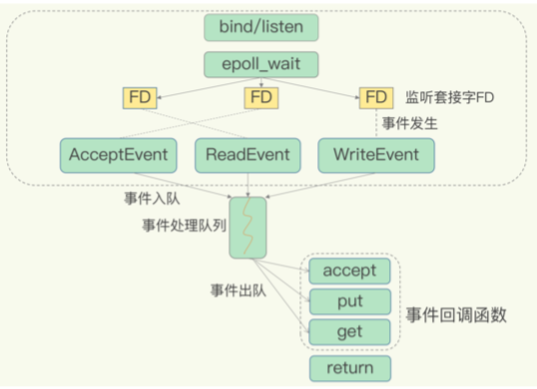 bind/listen
epoll_wait
FD
FD
FD
监听套接字FD
事件发生
AcceptEvent
ReadEvent
WriteEvent
事件入队
事件处理队列
事件出队
accept
put
get
事件回调函数
return